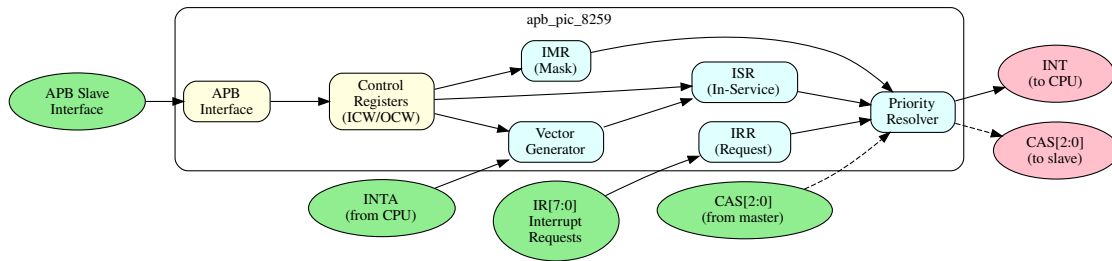 apb_pic_8259
APB Slave
Interface
APB
Interface
Control
Registers
(ICW/OCW)
IMR
(Mask)
Vector
Generator
ISR
(In-Service)
IRR
(Request)
Priority
Resolver
INT
(to CPU)
CAS[2:0]
(to slave)
INTA
(from CPU)
IR[7:0]
Interrupt
Requests
CAS[2:0]
(from master)